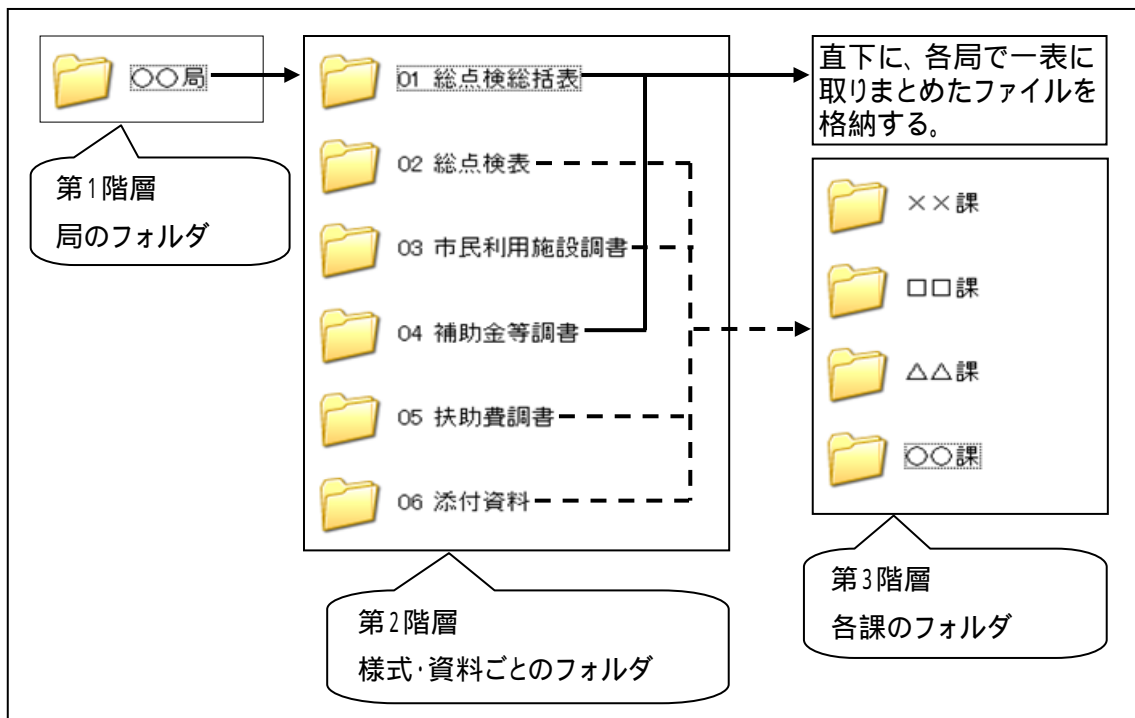 ○○局
第1階層
局のフォルダ
01 総点検総括表
02 総点検表
03 市民利用施設調書
04 補助金等調書
05 扶助費調書
06 添付資料
第2階層
様式・資料ごとのフォルダ
直下に、各局で一表に
取りまとめたファイルを
格納する。
××課
□□課
△△課
○○課
第3階層
各課のフォルダ